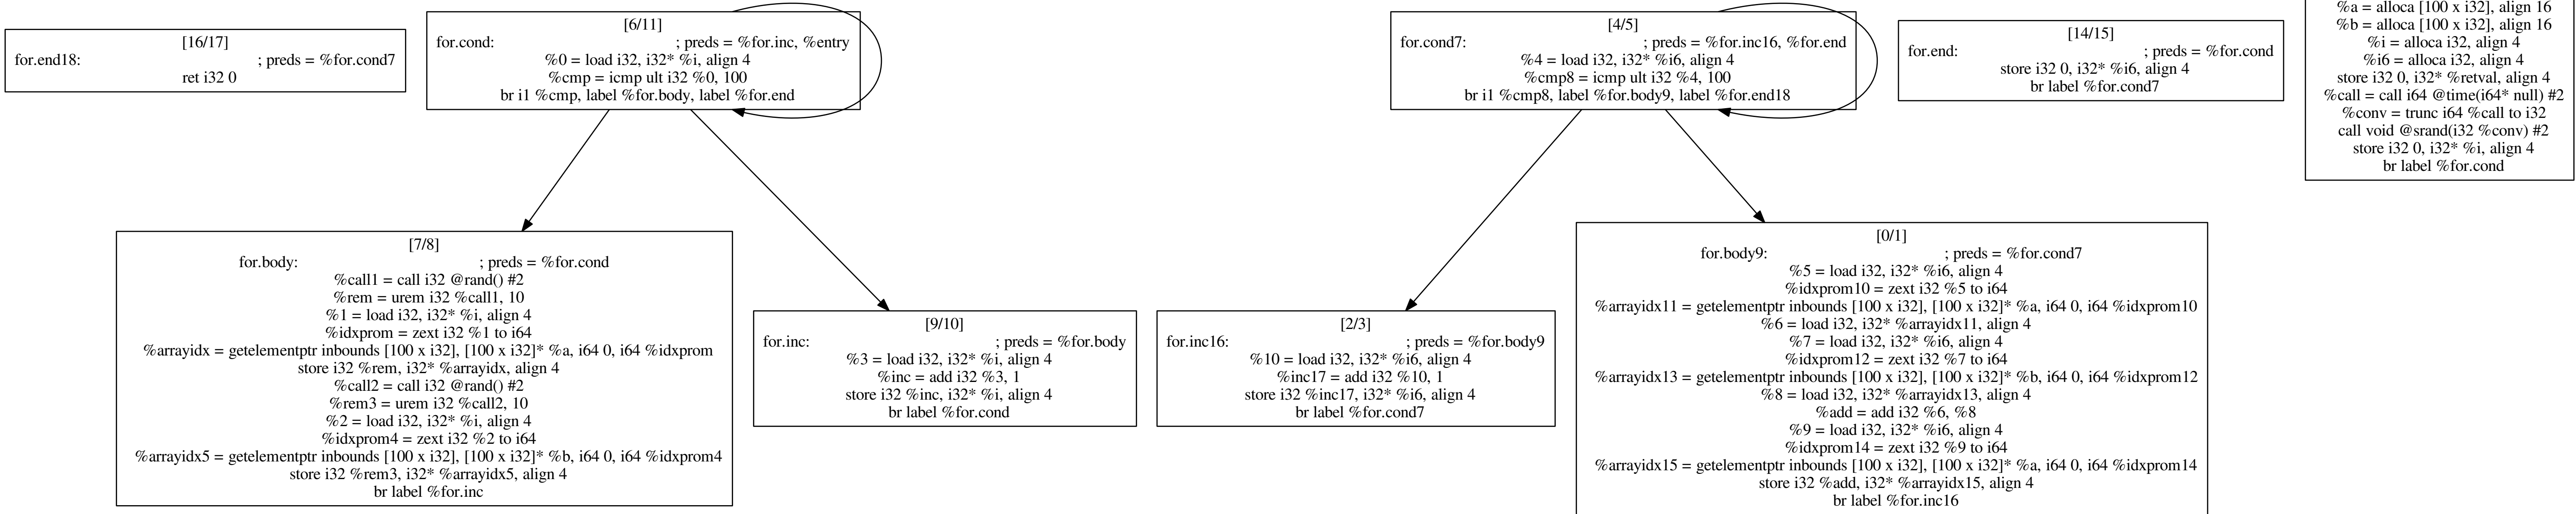 [16/17]
for.end18: ; preds = %for.cond7
ret i32 0
[6/11]
for.cond: ; preds = %for.inc, %entry
%0 = load i32, i32* %i, align 4
%cmp = icmp ult i32 %0, 100
br i1 %cmp, label %for.body, label %for.end
[4/5]
for.cond7: ; preds = %for.inc16, %for.end
%4 = load i32, i32* %i6, align 4
%cmp8 = icmp ult i32 %4, 100
br i1 %cmp8, label %for.body9, label %for.end18
[14/15]
for.end: ; preds = %for.cond
store i32 0, i32* %i6, align 4
br label %for.cond7
%a = alloca [100 x i32], align 16
%b = alloca [100 x i32], align 16
%i = alloca i32, align 4
%i6 = alloca i32, align 4
store i32 0, i32* %retval, align 4
%call = call i64 @time(i64* null) #2
%conv = trunc i64 %call to i32
call void @srand(i32 %conv) #2
store i32 0, i32* %i, align 4
br label %for.cond
[7/8]
for.body: ; preds = %for.cond
%call1 = call i32 @rand() #2
%rem = urem i32 %call1, 10
%1 = load i32, i32* %i, align 4
%idxprom = zext i32 %1 to i64
%arrayidx = getelementptr inbounds [100 x i32], [100 x i32]* %a, i64 0, i64 %idxprom
store i32 %rem, i32* %arrayidx, align 4
%call2 = call i32 @rand() #2
%rem3 = urem i32 %call2, 10
%2 = load i32, i32* %i, align 4
%idxprom4 = zext i32 %2 to i64
%arrayidx5 = getelementptr inbounds [100 x i32], [100 x i32]* %b, i64 0, i64 %idxprom4
store i32 %rem3, i32* %arrayidx5, align 4
br label %for.inc
[9/10]
for.inc: ; preds = %for.body
%3 = load i32, i32* %i, align 4
%inc = add i32 %3, 1
store i32 %inc, i32* %i, align 4
br label %for.cond
[2/3]
for.inc16: ; preds = %for.body9
%10 = load i32, i32* %i6, align 4
%inc17 = add i32 %10, 1
store i32 %inc17, i32* %i6, align 4
br label %for.cond7
[0/1]
for.body9: ; preds = %for.cond7
%5 = load i32, i32* %i6, align 4
%idxprom10 = zext i32 %5 to i64
%arrayidx11 = getelementptr inbounds [100 x i32], [100 x i32]* %a, i64 0, i64 %idxprom10
%6 = load i32, i32* %arrayidx11, align 4
%7 = load i32, i32* %i6, align 4
%idxprom12 = zext i32 %7 to i64
%arrayidx13 = getelementptr inbounds [100 x i32], [100 x i32]* %b, i64 0, i64 %idxprom12
%8 = load i32, i32* %arrayidx13, align 4
%add = add i32 %6, %8
%9 = load i32, i32* %i6, align 4
%idxprom14 = zext i32 %9 to i64
%arrayidx15 = getelementptr inbounds [100 x i32], [100 x i32]* %a, i64 0, i64 %idxprom14
store i32 %add, i32* %arrayidx15, align 4
br label %for.inc16